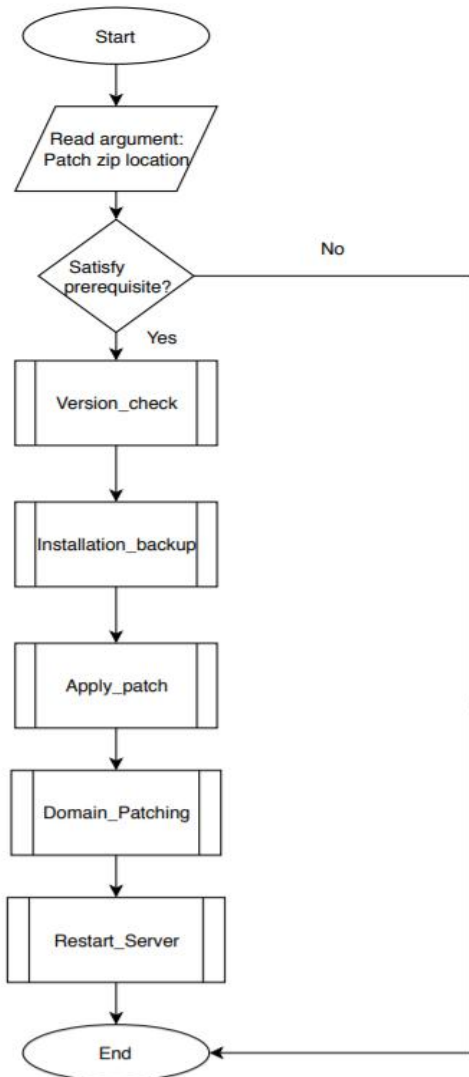 Start
Read argument:
Patch zip location
Satisfy
prerequisite?
No
Yes
Version_check
Installation_backup
Apply_patch
Domain_Patching
Restart_Server
End